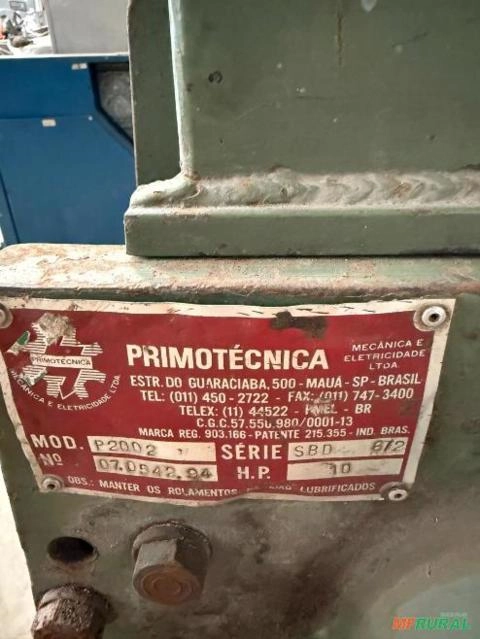 PRIMOTÉCNICA
MECÂNICA E ELETRICIDADE LTDA
PRIMOTÉCNICA
MECÂNICA E
ELETRICIDADE
LTDA.
ESTR. DO GUARACIABA, 500 - MAUÁ - SP - BRASIL
TEL: (011) 450 - 2722 - FAX: (011) 747-3400
TELEX: (11) 44522 - - BR
C.G.C. 57.550.980/0001-13
MARCA REG. 903.166 - PATENTE 215.355 - IND. BRAS.
MOD. P2002 SÉRIE SBD 872
Nº 07.0942.94 H.P. 10
OBS.: MANTER OS ROLAMENTOS LUBRIFICADOS
MFRURAL